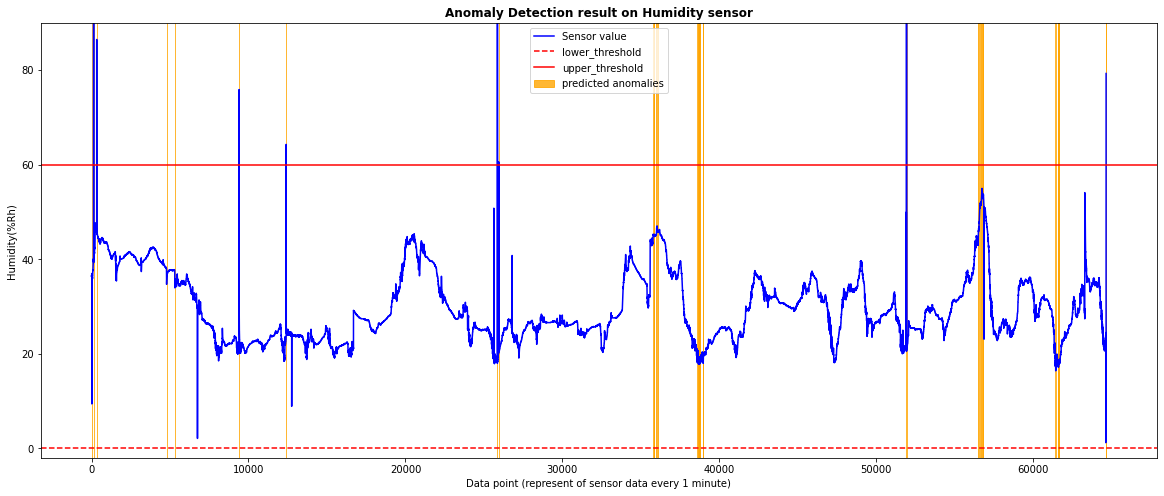 Anomaly Detection result on Humidity sensor
Sensor value
lower_threshold
upper_threshold
predicted anomalies
Humidity(%Rh)
80
60
40
20
0
0 10000 20000 30000 40000 50000 60000
Data point (represent of sensor data every 1 minute)